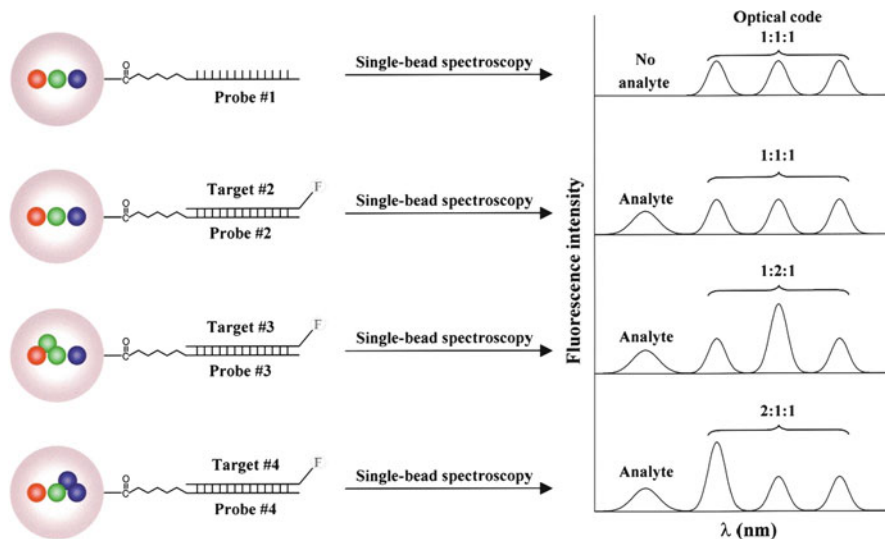 Optical code
1:1:1
No
analyte
O
C
Probe #1
Single-bead spectroscopy
1:1:1
Analyte
Target #2
F
O
C
Probe #2
Single-bead spectroscopy
1:2:1
Analyte
Target #3
F
O
C
Probe #3
Single-bead spectroscopy
2:1:1
Analyte
Target #4
F
O
C
Probe #4
Single-bead spectroscopy
Fluorescence intensity
λ (nm)